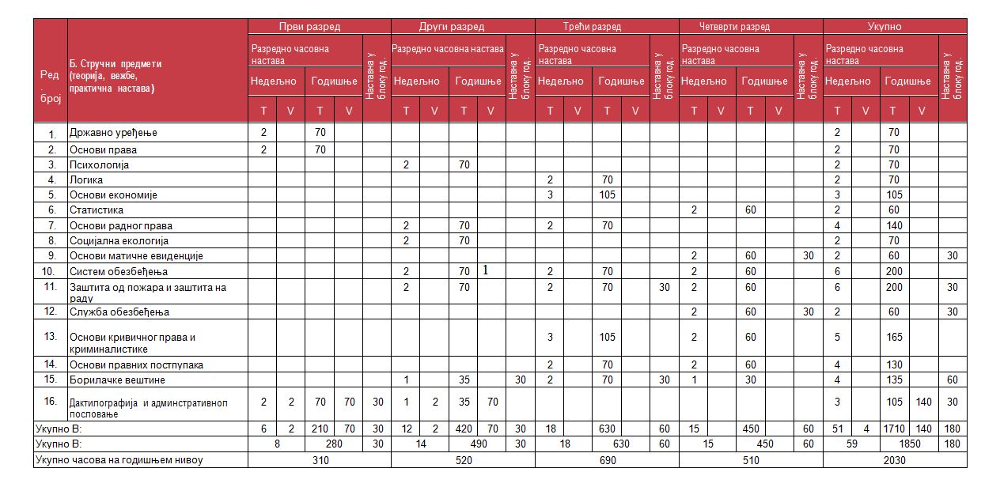 Први разред Други разред Трећи разред Четврти разред Укупно
Ред. број
Б. Стручни предмети
(теорија, вежбе,
практична настава)
Разредно часовна настава Наставна у блоку год. Разредно часовна настава Наставна у блоку год. Разредно часовна настава Наставна у блоку год. Разредно часовна настава Наставна у блоку год. Разредно часовна настава Наставна у блоку год.
Недељно Годишње Недељно Годишње Недељно Годишње Недељно Годишње Недељно Годишње
T V T V T V T V T V T V T V T V T V T V
1. Државно уређење 2 70 2 70
2. Основи права 2 70 2 70
3. Психологија 2 70 2 70
4. Логика 2 70 2 70
5. Основи економије 3 105 3 105
6. Статистика 2 60 2 60
7. Основи радног права 2 70 2 70 4 140
8. Социјална екологија 2 70 2 70
9. Основи матичне евиденције 2 60 30 2 60 30
10. Систем обезбеђења 2 70 1 2 70 2 60 6 200
11. Заштита од пожара и заштита на 2 70 2 70 30 2 60 6 200 30
раду
12. Служба обезбеђења 2 60 30 2 60 30
13. Основи кривичног права и 3 105 2 60 5 165
криминалистике
14. Основи правних постпупака 2 70 2 60 4 130
15. Борилачке вештине 1 35 30 2 70 30 1 30 4 135 60
16. Дактилографија и админстративноп 2 2 70 70 30 1 2 35 70 3 105 140 30
пословање
Укупно В: 6 2 210 70 30 12 2 420 70 30 18 630 60 15 450 60 51 4 1710 140 180
Укупно В: 8 280 30 14 490 30 18 630 60 15 450 60 59 1850 180
Укупно часова на годишњем нивоу 310 520 690 510 2030